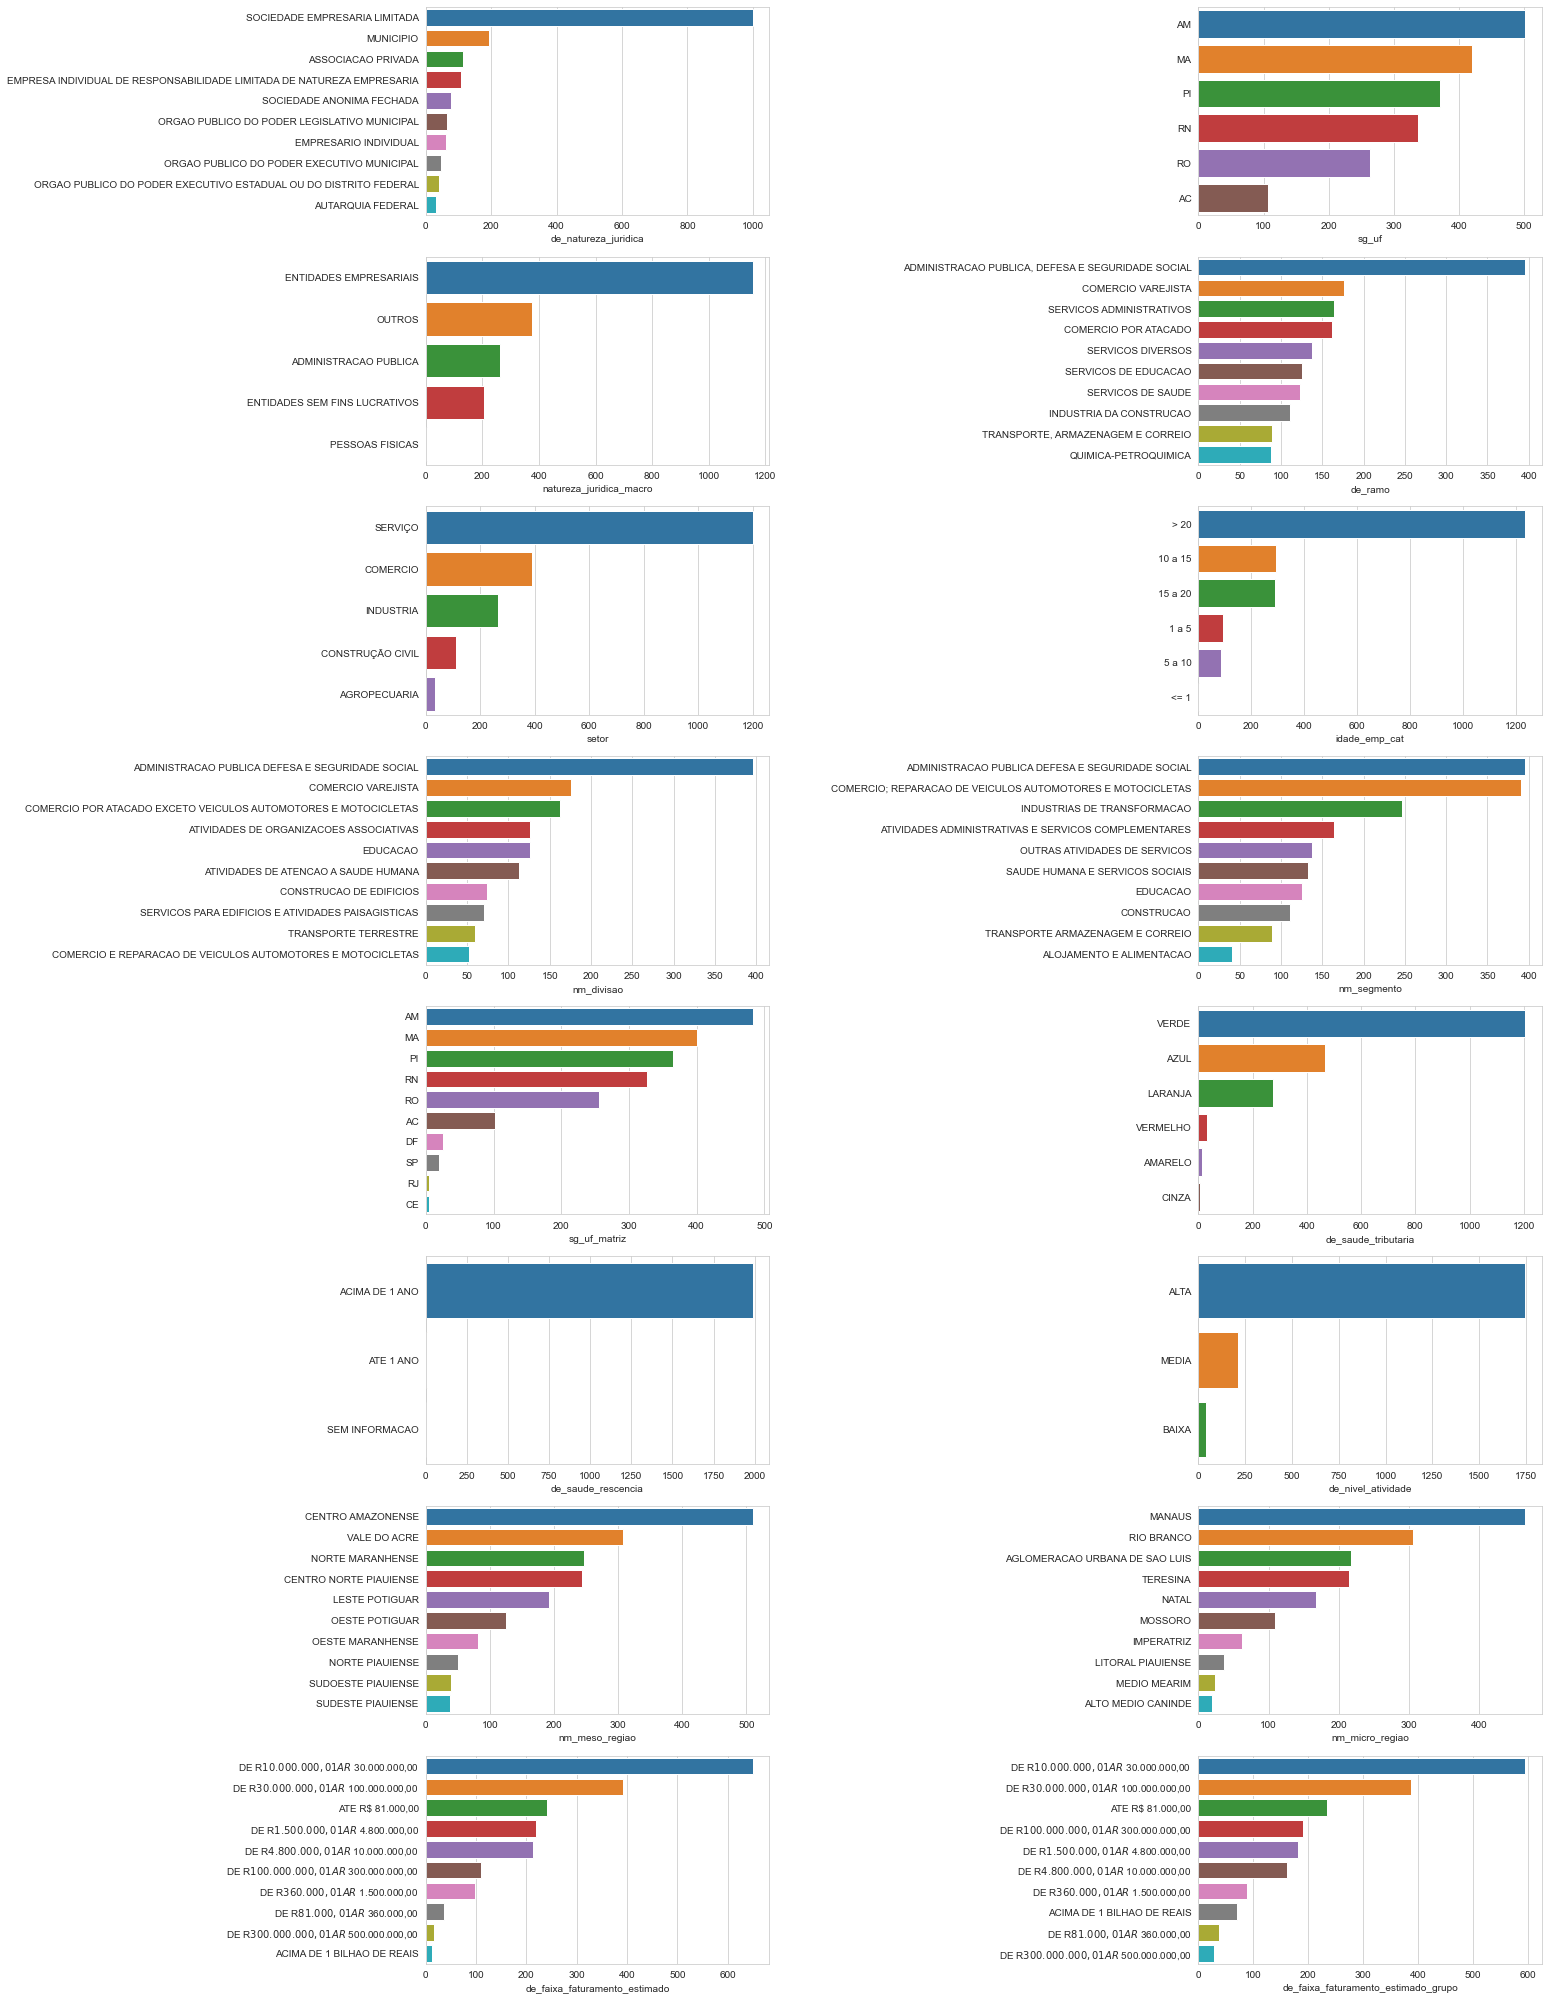 SOCIEDADE EMPRESARIA LIMITADA
MUNICIPIO
ASSOCIACAO PRIVADA
EMPRESA INDIVIDUAL DE RESPONSABILIDADE LIMITADA DE NATUREZA EMPRESARIA
SOCIEDADE ANONIMA FECHADA
ORGAO PUBLICO DO PODER LEGISLATIVO MUNICIPAL
EMPRESARIO INDIVIDUAL
ORGAO PUBLICO DO PODER EXECUTIVO MUNICIPAL
ORGAO PUBLICO DO PODER EXECUTIVO ESTADUAL OU DO DISTRITO FEDERAL
AUTARQUIA FEDERAL
0 200 400 600 800 1000
de_natureza_juridica
AM
MA
PI
RN
RO
AC
0 100 200 300 400 500
sg_uf
ENTIDADES EMPRESARIAIS
OUTROS
ADMINISTRACAO PUBLICA
ENTIDADES SEM FINS LUCRATIVOS
PESSOAS FISICAS
0 200 400 600 800 1000 1200
natureza_juridica_macro
ADMINISTRACAO PUBLICA, DEFESA E SEGURIDADE SOCIAL
COMERCIO VAREJISTA
SERVICOS ADMINISTRATIVOS
COMERCIO POR ATACADO
SERVICOS DIVERSOS
SERVICOS DE EDUCACAO
SERVICOS DE SAUDE
INDUSTRIA DA CONSTRUCAO
TRANSPORTE, ARMAZENAGEM E CORREIO
QUIMICA-PETROQUIMICA
0 50 100 150 200 250 300 350 400
de_ramo
SERVIÇO
COMERCIO
INDUSTRIA
CONSTRUÇÃO CIVIL
AGROPECUARIA
0 200 400 600 800 1000 1200
setor
> 20
10 a 15
15 a 20
1 a 5
5 a 10
<= 1
0 200 400 600 800 1000 1200
idade_emp_cat
ADMINISTRACAO PUBLICA DEFESA E SEGURIDADE SOCIAL
COMERCIO VAREJISTA
COMERCIO POR ATACADO EXCETO VEICULOS AUTOMOTORES E MOTOCICLETAS
ATIVIDADES DE ORGANIZACOES ASSOCIATIVAS
EDUCACAO
ATIVIDADES DE ATENCAO A SAUDE HUMANA
CONSTRUCAO DE EDIFICIOS
SERVICOS PARA EDIFICIOS E ATIVIDADES PAISAGISTICAS
TRANSPORTE TERRESTRE
COMERCIO E REPARACAO DE VEICULOS AUTOMOTORES E MOTOCICLETAS
0 50 100 150 200 250 300 350 400
nm_divisao
ADMINISTRACAO PUBLICA DEFESA E SEGURIDADE SOCIAL
COMERCIO; REPARACAO DE VEICULOS AUTOMOTORES E MOTOCICLETAS
INDUSTRIAS DE TRANSFORMACAO
ATIVIDADES ADMINISTRATIVAS E SERVICOS COMPLEMENTARES
OUTRAS ATIVIDADES DE SERVICOS
SAUDE HUMANA E SERVICOS SOCIAIS
EDUCACAO
CONSTRUCAO
TRANSPORTE ARMAZENAGEM E CORREIO
ALOJAMENTO E ALIMENTACAO
0 50 100 150 200 250 300 350 400
nm_segmento
AM
MA
PI
RN
RO
AC
DF
SP
RJ
CE
0 100 200 300 400 500
sg_uf_matriz
VERDE
AZUL
LARANJA
VERMELHO
AMARELO
CINZA
0 200 400 600 800 1000 1200
de_saude_tributaria
ACIMA DE 1 ANO
ATE 1 ANO
SEM INFORMACAO
0 250 500 750 1000 1250 1500 1750 2000
de_saude_rescencia
ALTA
MEDIA
BAIXA
0 250 500 750 1000 1250 1500 1750
de_nivel_atividade
CENTRO AMAZONENSE
VALE DO ACRE
NORTE MARANHENSE
CENTRO NORTE PIAUIENSE
LESTE POTIGUAR
OESTE POTIGUAR
OESTE MARANHENSE
NORTE PIAUIENSE
SUDOESTE PIAUIENSE
SUDESTE PIAUIENSE
0 100 200 300 400 500
nm_meso_regiao
MANAUS
RIO BRANCO
AGLOMERACAO URBANA DE SAO LUIS
TERESINA
NATAL
MOSSORO
IMPERATRIZ
LITORAL PIAUIENSE
MEDIO MEARIM
ALTO MEDIO CANINDE
0 100 200 300 400
nm_micro_regiao
DE R10.000.000,01AR 30.000.000,00
DE R30.000.000,01AR 100.000.000,00
ATE R$ 81.000,00
DE R1.500.000,01AR 4.800.000,00
DE R4.800.000,01AR 10.000.000,00
DE R100.000.000,01AR 300.000.000,00
DE R360.000,01AR 1.500.000,00
DE R81.000,01AR 360.000,00
DE R300.000.000,01AR 500.000.000,00
ACIMA DE 1 BILHAO DE REAIS
0 100 200 300 400 500 600
de_faixa_faturamento_estimado
DE R10.000.000,01AR 30.000.000,00
DE R30.000.000,01AR 100.000.000,00
ATE R$ 81.000,00
DE R100.000.000,01AR 300.000.000,00
DE R1.500.000,01AR 4.800.000,00
DE R4.800.000,01AR 10.000.000,00
DE R360.000,01AR 1.500.000,00
ACIMA DE 1 BILHAO DE REAIS
DE R81.000,01AR 360.000,00
DE R300.000.000,01AR 500.000.000,00
0 100 200 300 400 500 600
de_faixa_faturamento_estimado_grupo